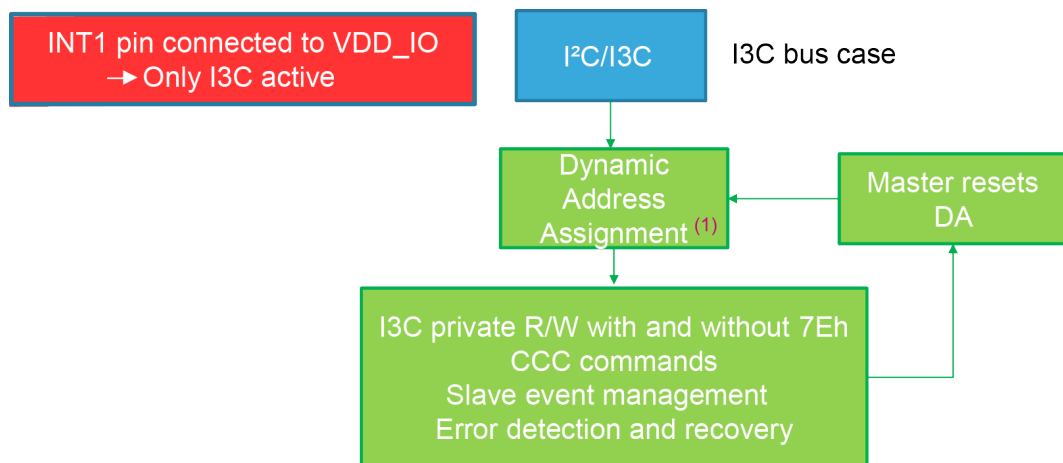 INT1 pin connected to VDD_IO
→ Only I3C active
I²C/I3C
I3C bus case
Dynamic
Address
Assignment (1)
Master resets
DA
I3C private R/W with and without 7Eh
CCC commands
Slave event management
Error detection and recovery